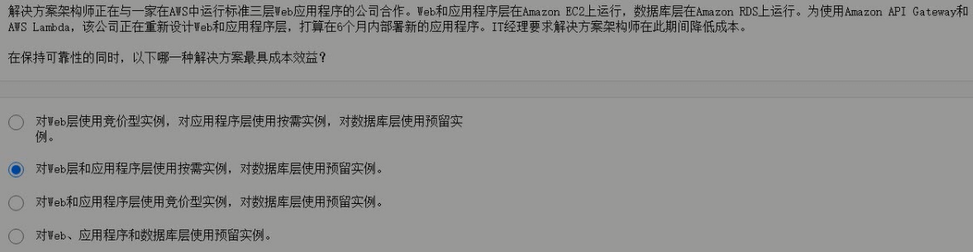 解决方案架构师正在与一家在AWS中运行标准三层Web应用程序的公司合作。Web和应用程序层在Amazon EC2上运行，数据库层在Amazon RDS上运行。为使用Amazon API Gateway和
AWS Lambda，该公司正在重新设计Web和应用程序层，打算在6个月内部署新的应用程序。IT经理要求解决方案架构师在此期间降低成本。
在保持可靠性的同时，以下哪一种解决方案最具成本效益？
对Web层使用竞价型实例，对应用程序层使用按需实例，对数据库层使用预留实
例。
对Web层和应用程序层使用按需实例，对数据库层使用预留实例。
对Web和应用程序层使用竞价型实例，对数据库层使用预留实例。
对Web、应用程序和数据库层使用预留实例。